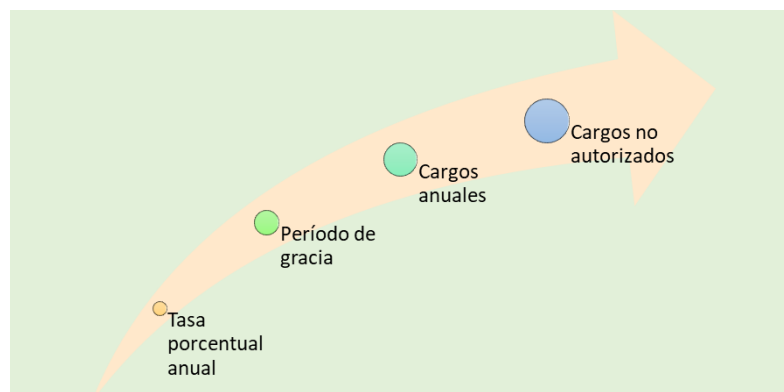 Tasa
porcentual
anual
Período de
gracia
Cargos
anuales
Cargos no
autorizados